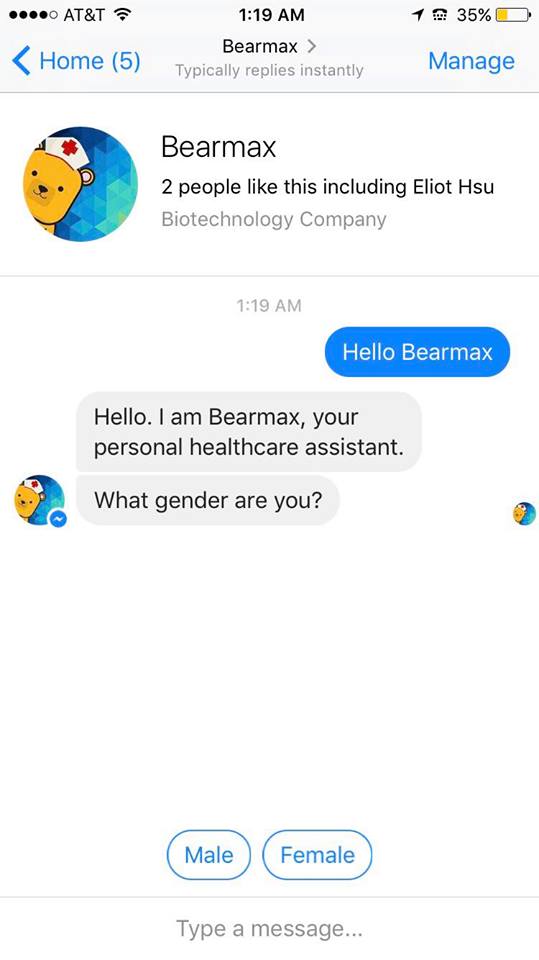 AT&T 1:19 AM 35%
Home (5) Bearmax Manage
Typically replies instantly
Bearmax
2 people like this including Eliot Hsu
Biotechnology Company
1:19 AM
Hello Bearmax
Hello. I am Bearmax, your
personal healthcare assistant.
What gender are you?
Male Female
Type a message...